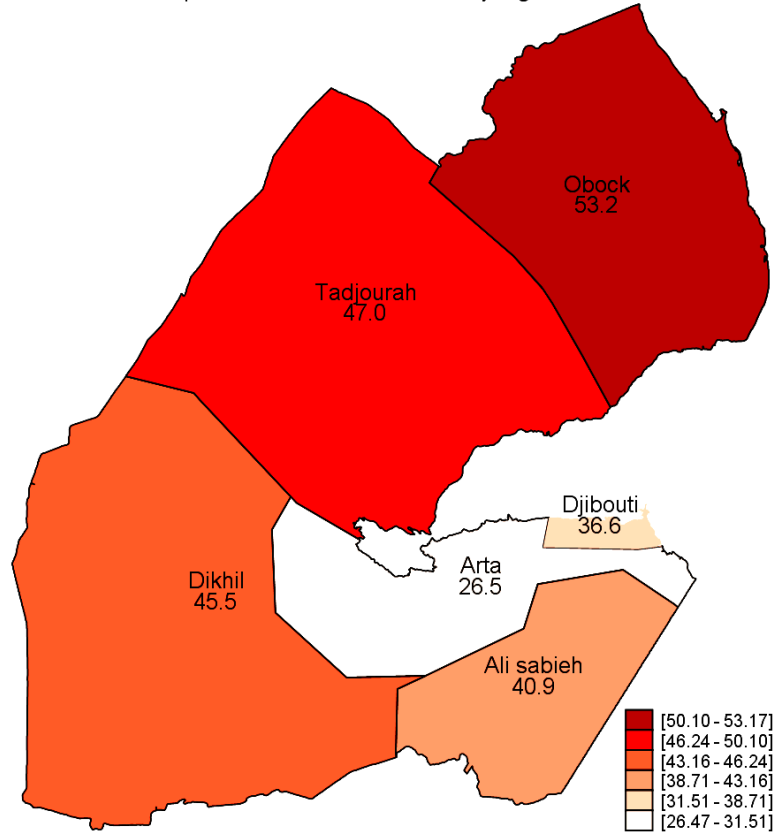 Obock
53.2
Tadjourah
47.0
Djibouti
36.6
Arta
26.5
Dikhil
45.5
Ali sabieh
40.9
[50.10 - 53.17]
[46.24 - 50.10]
[43.16 - 46.24]
[38.71 - 43.16]
[31.51 - 38.71]
[26.47 - 31.51]